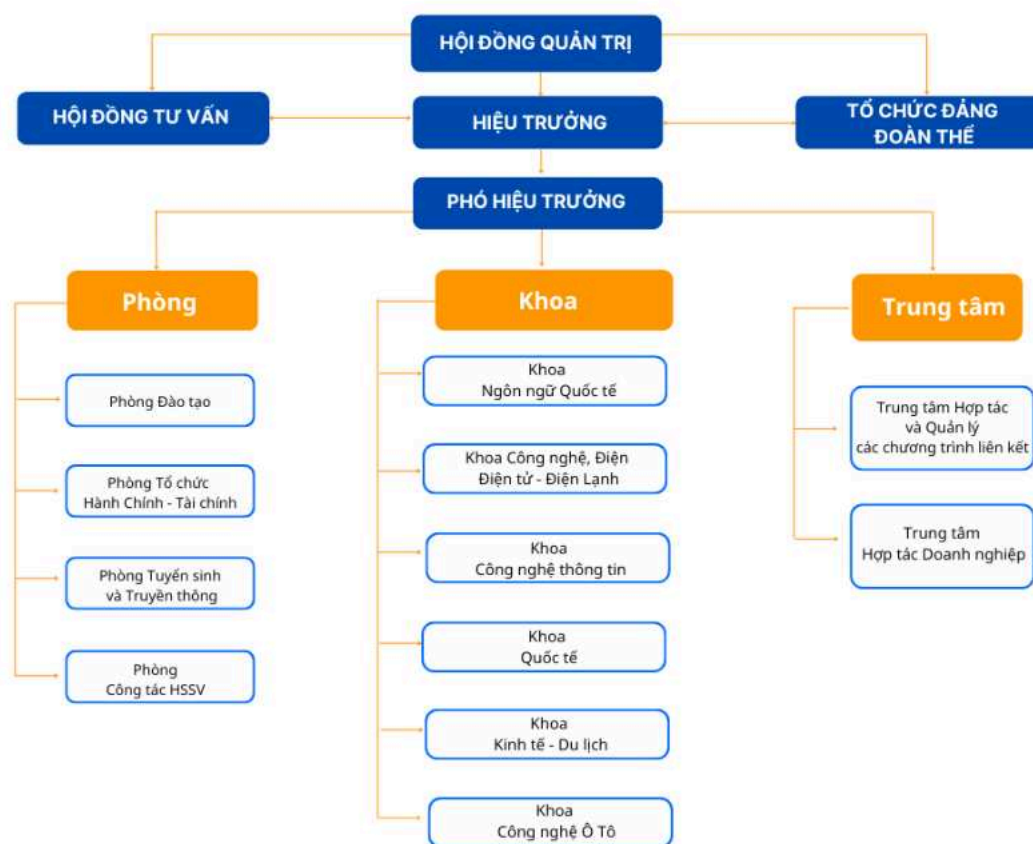 HỘI ĐỒNG QUẢN TRỊ
HỘI ĐỒNG TƯ VẤN
HIỆU TRƯỞNG
TỔ CHỨC ĐẢNG
ĐOÀN THỂ
PHÓ HIỆU TRƯỞNG
Phòng
Phòng Đào tạo
Phòng Tổ chức
Hành Chính - Tài chính
Phòng Tuyển sinh
và Truyền thông
Phòng
Công tác HSSV
Khoa
Khoa
Ngôn ngữ Quốc tế
Khoa Công nghệ, Điện
Điện tử - Điện Lạnh
Khoa
Công nghệ thông tin
Khoa
Quốc tế
Khoa
Kinh tế - Du lịch
Khoa
Công nghệ Ô Tô
Trung tâm
Trung tâm Hợp tác
và Quản lý
các chương trình liên kết
Trung tâm
Hợp tác Doanh nghiệp